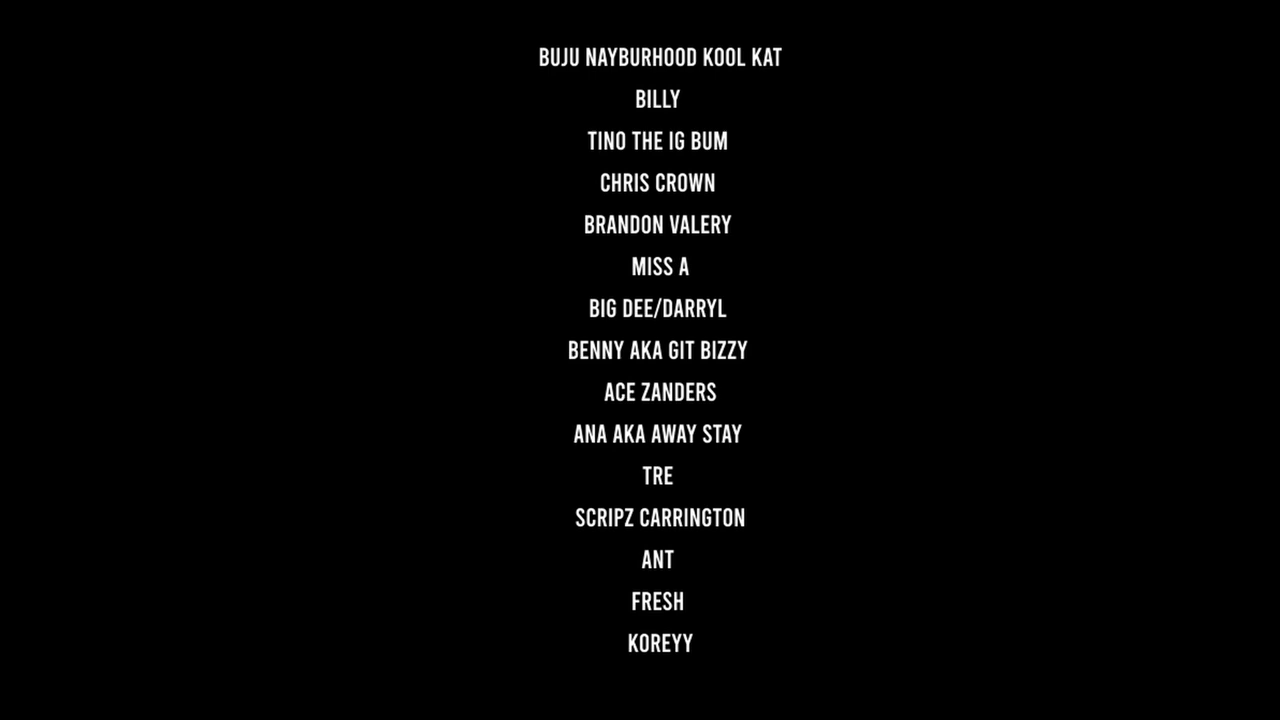 BUJU NAYBURHOOD KOOL KAT
BILLY
TINO THE IG BUM
CHRIS CROWN
BRANDON VALERY
MISS A
BIG DEE/DARRYL
BENNY AKA GIT BIZZY
ACE ZANDERS
ANA AKA AWAY STAY
TRE
SCRIPZ CARRINGTON
ANT
FRESH
KOREYY